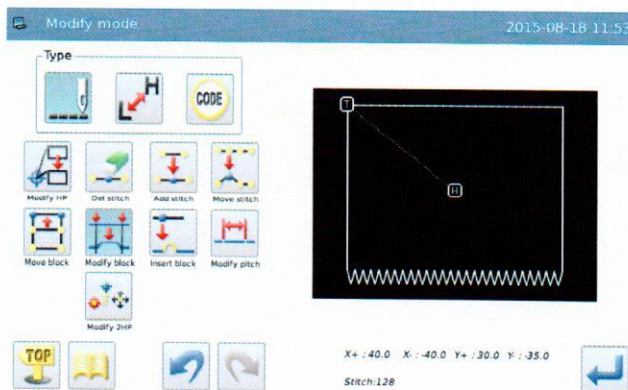 Modify mode 2015-08-18 11:53
Type
L H CODE
Modify HP Del stitch Add stitch Move stitch
Move block Modify block Insert block Modify pitch
Modify 2HP
T
H
X+ : 40.0 X- : -40.0 Y+ : 30.0 Y- : -35.0
Stitch:128
TOP